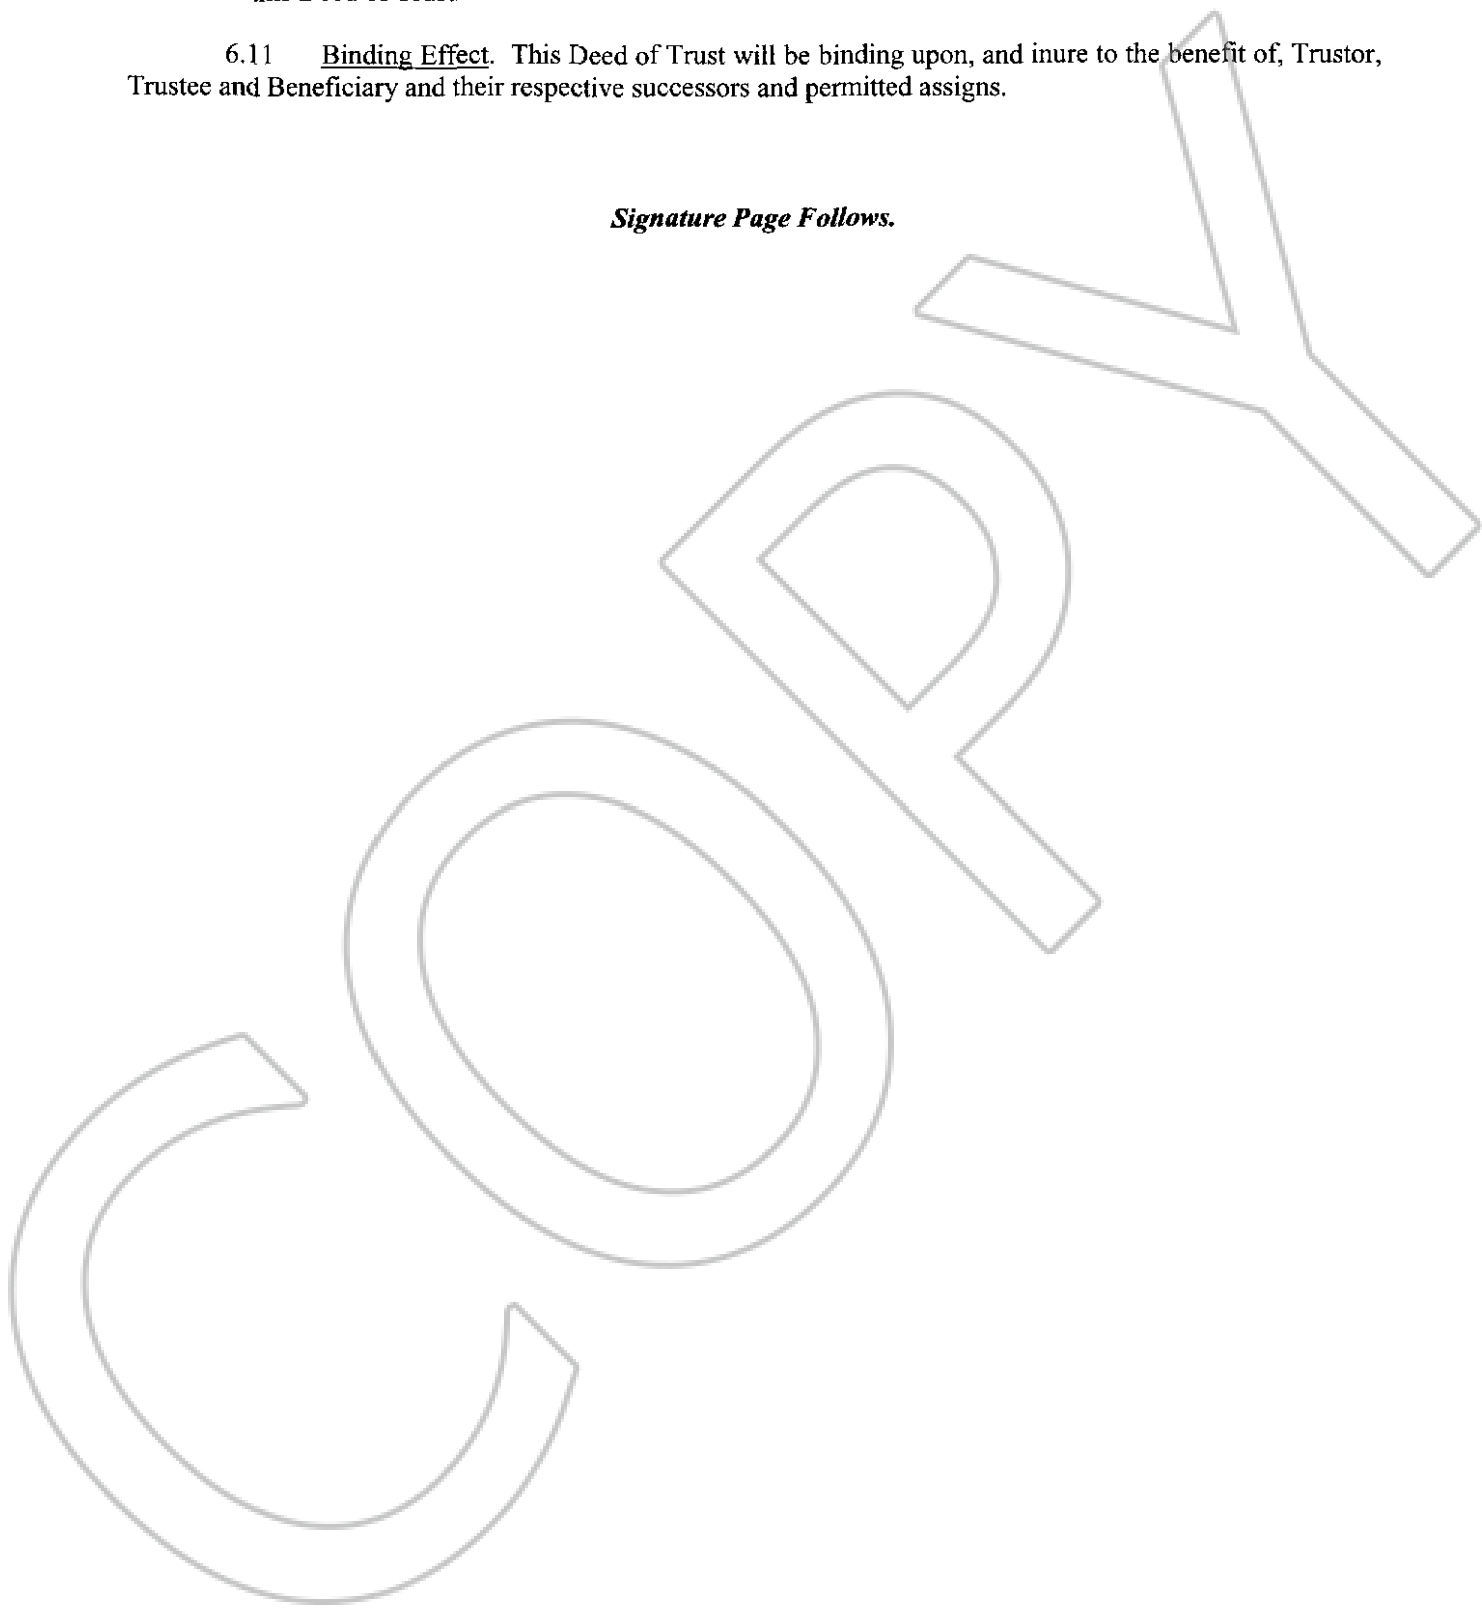 6.11 Binding Effect. This Deed of Trust will be binding upon, and inure to the benefit of, Trustor,
Trustee and Beneficiary and their respective successors and permitted assigns.
Signature Page Follows.
COPY